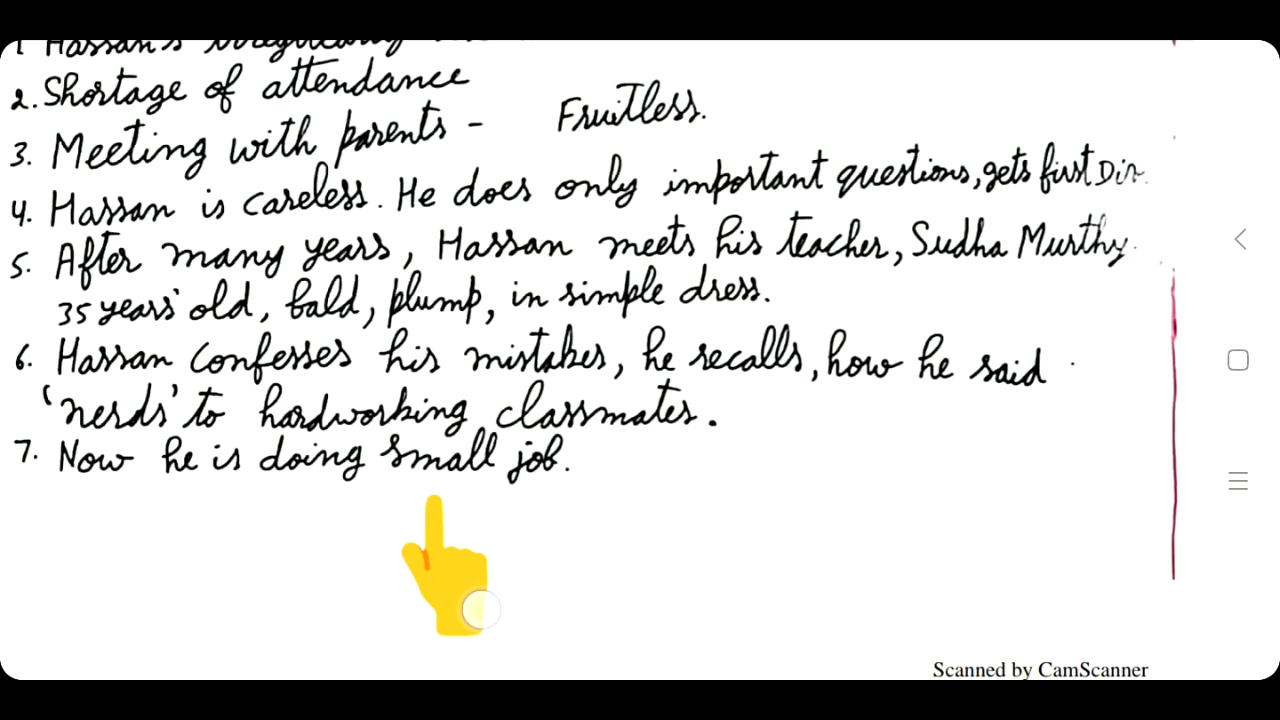 1 Hassan's
2. Shortage of attendance
3. Meeting with parents - Fruitless.
4. Hassan is careless. He does only important questions, gets first Div.
5. After many years, Hassan meets his teacher, Sudha Murthy.
35 years' old, bald, plump, in simple dress.
6. Hassan confesses his mistakes, he recalls, how he said
'nerds' to hardworking classmates.
7. Now he is doing small job.
Scanned by CamScanner